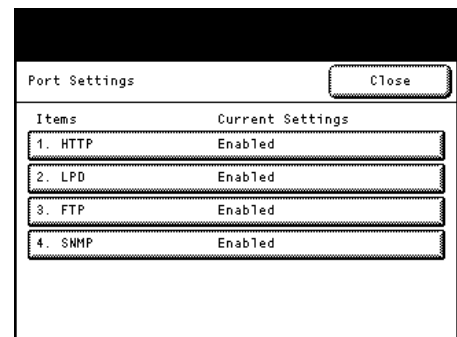 Port Settings Close
Items Current Settings
1. HTTP Enabled
2. LPD Enabled
3. FTP Enabled
4. SNMP Enabled